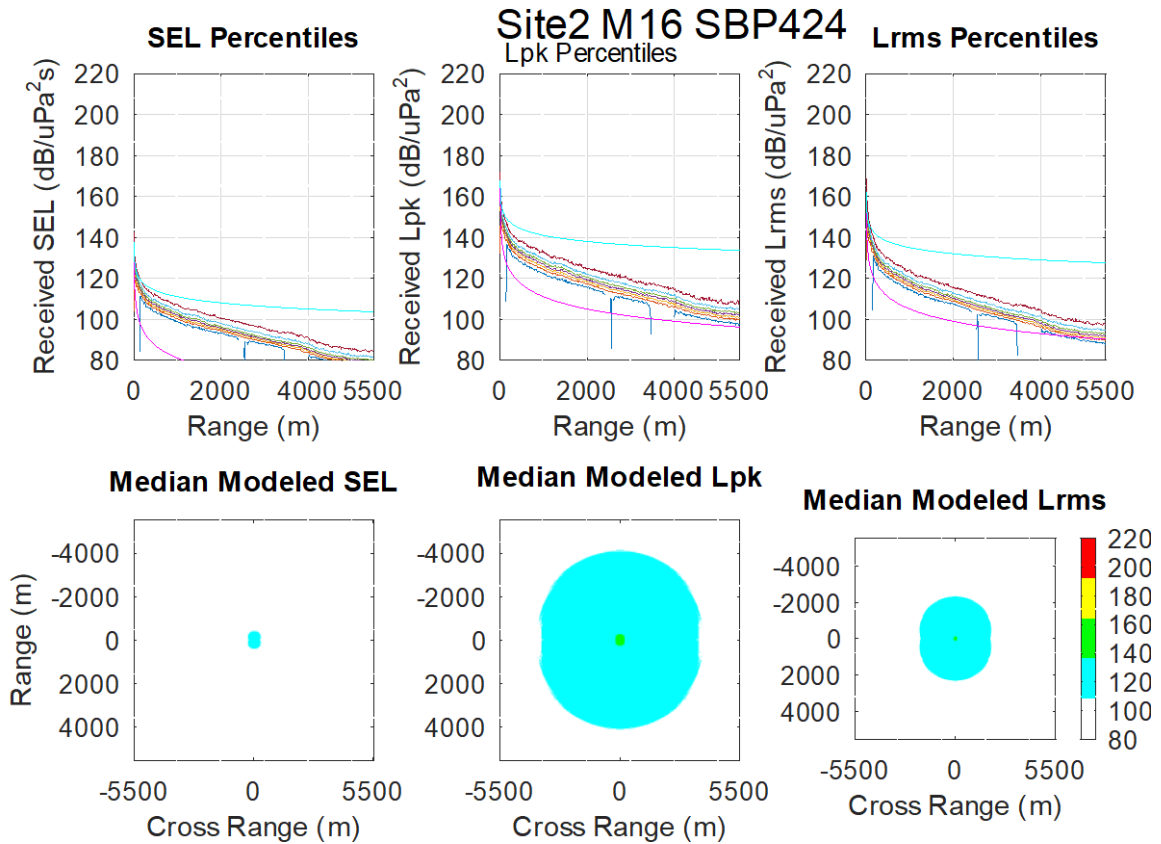 Site2 M16 SBP424
SEL Percentiles
Lpk Percentiles
Lrms Percentiles
Received SEL (dB/uPa²s)
220
200
180
160
140
120
100
80
0 2000 4000 5500
Range (m)
Received Lpk (dB/uPa²)
220
200
180
160
140
120
100
80
0 2000 4000 5500
Range (m)
Received Lrms (dB/uPa²)
220
200
180
160
140
120
100
80
0 2000 4000 5500
Range (m)
Median Modeled SEL
Range (m)
-4000
-2000
0
2000
4000
-5500 0 5500
Cross Range (m)
Median Modeled Lpk
-4000
-2000
0
2000
4000
-5500 0 5500
Cross Range (m)
Median Modeled Lrms
-4000
-2000
0
2000
4000
-5500 0 5500
Cross Range (m)
220
200
180
160
140
120
100
80